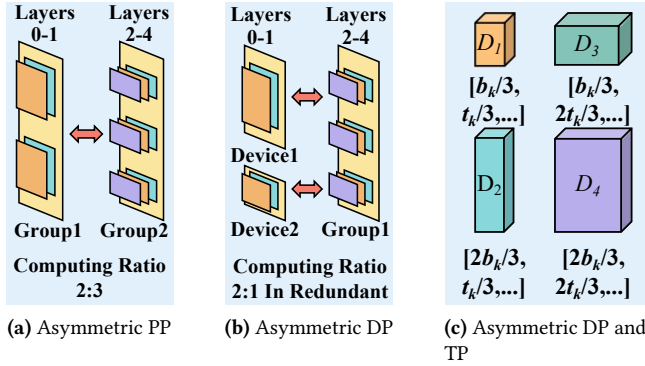 Layers
0-1
Layers
2-4
Group1
Group2
Computing Ratio
2:3
(a) Asymmetric PP
Layers
0-1
Layers
2-4
Device1
Device2
Group1
Computing Ratio
2:1 In Redundant
(b) Asymmetric DP
D₁
[bₖ/3,
tₖ/3,...]
D₃
[bₖ/3,
2tₖ/3,...]
D₂
[2bₖ/3,
tₖ/3,...]
D₄
[2bₖ/3,
2tₖ/3,...]
(c) Asymmetric DP and
TP